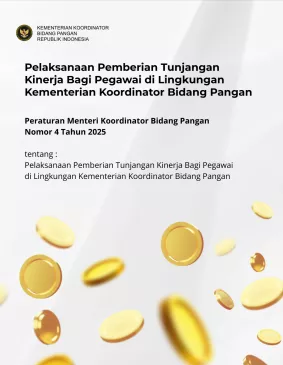 KEMENTERIAN KOORDINATOR
BIDANG PANGAN
REPUBLIK INDONESIA
Pelaksanaan Pemberian Tunjangan
Kinerja Bagi Pegawai di Lingkungan
Kementerian Koordinator Bidang Pangan
Peraturan Menteri Koordinator Bidang Pangan
Nomor 4 Tahun 2025
tentang :
Pelaksanaan Pemberian Tunjangan Kinerja Bagi Pegawai
di Lingkungan Kementerian Koordinator Bidang Pangan